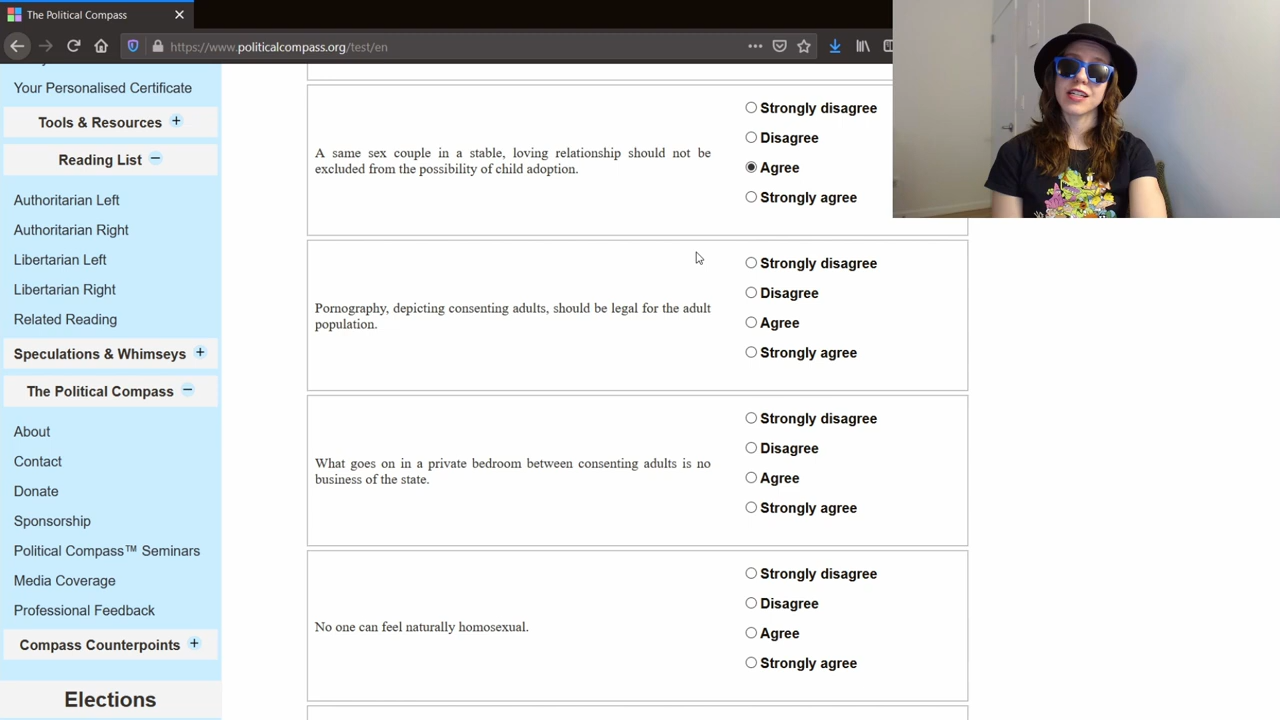 The Political Compass
https://www.politicalcompass.org/test/en
Your Personalised Certificate
Tools & Resources +
Reading List −
Authoritarian Left
Authoritarian Right
Libertarian Left
Libertarian Right
Related Reading
Speculations & Whimseys +
The Political Compass −
About
Contact
Donate
Sponsorship
Political Compass™ Seminars
Media Coverage
Professional Feedback
Compass Counterpoints +
Elections
A same sex couple in a stable, loving relationship should not be
excluded from the possibility of child adoption.
Strongly disagree
Disagree
Agree
Strongly agree
Pornography, depicting consenting adults, should be legal for the adult
population.
Strongly disagree
Disagree
Agree
Strongly agree
What goes on in a private bedroom between consenting adults is no
business of the state.
Strongly disagree
Disagree
Agree
Strongly agree
No one can feel naturally homosexual.
Strongly disagree
Disagree
Agree
Strongly agree